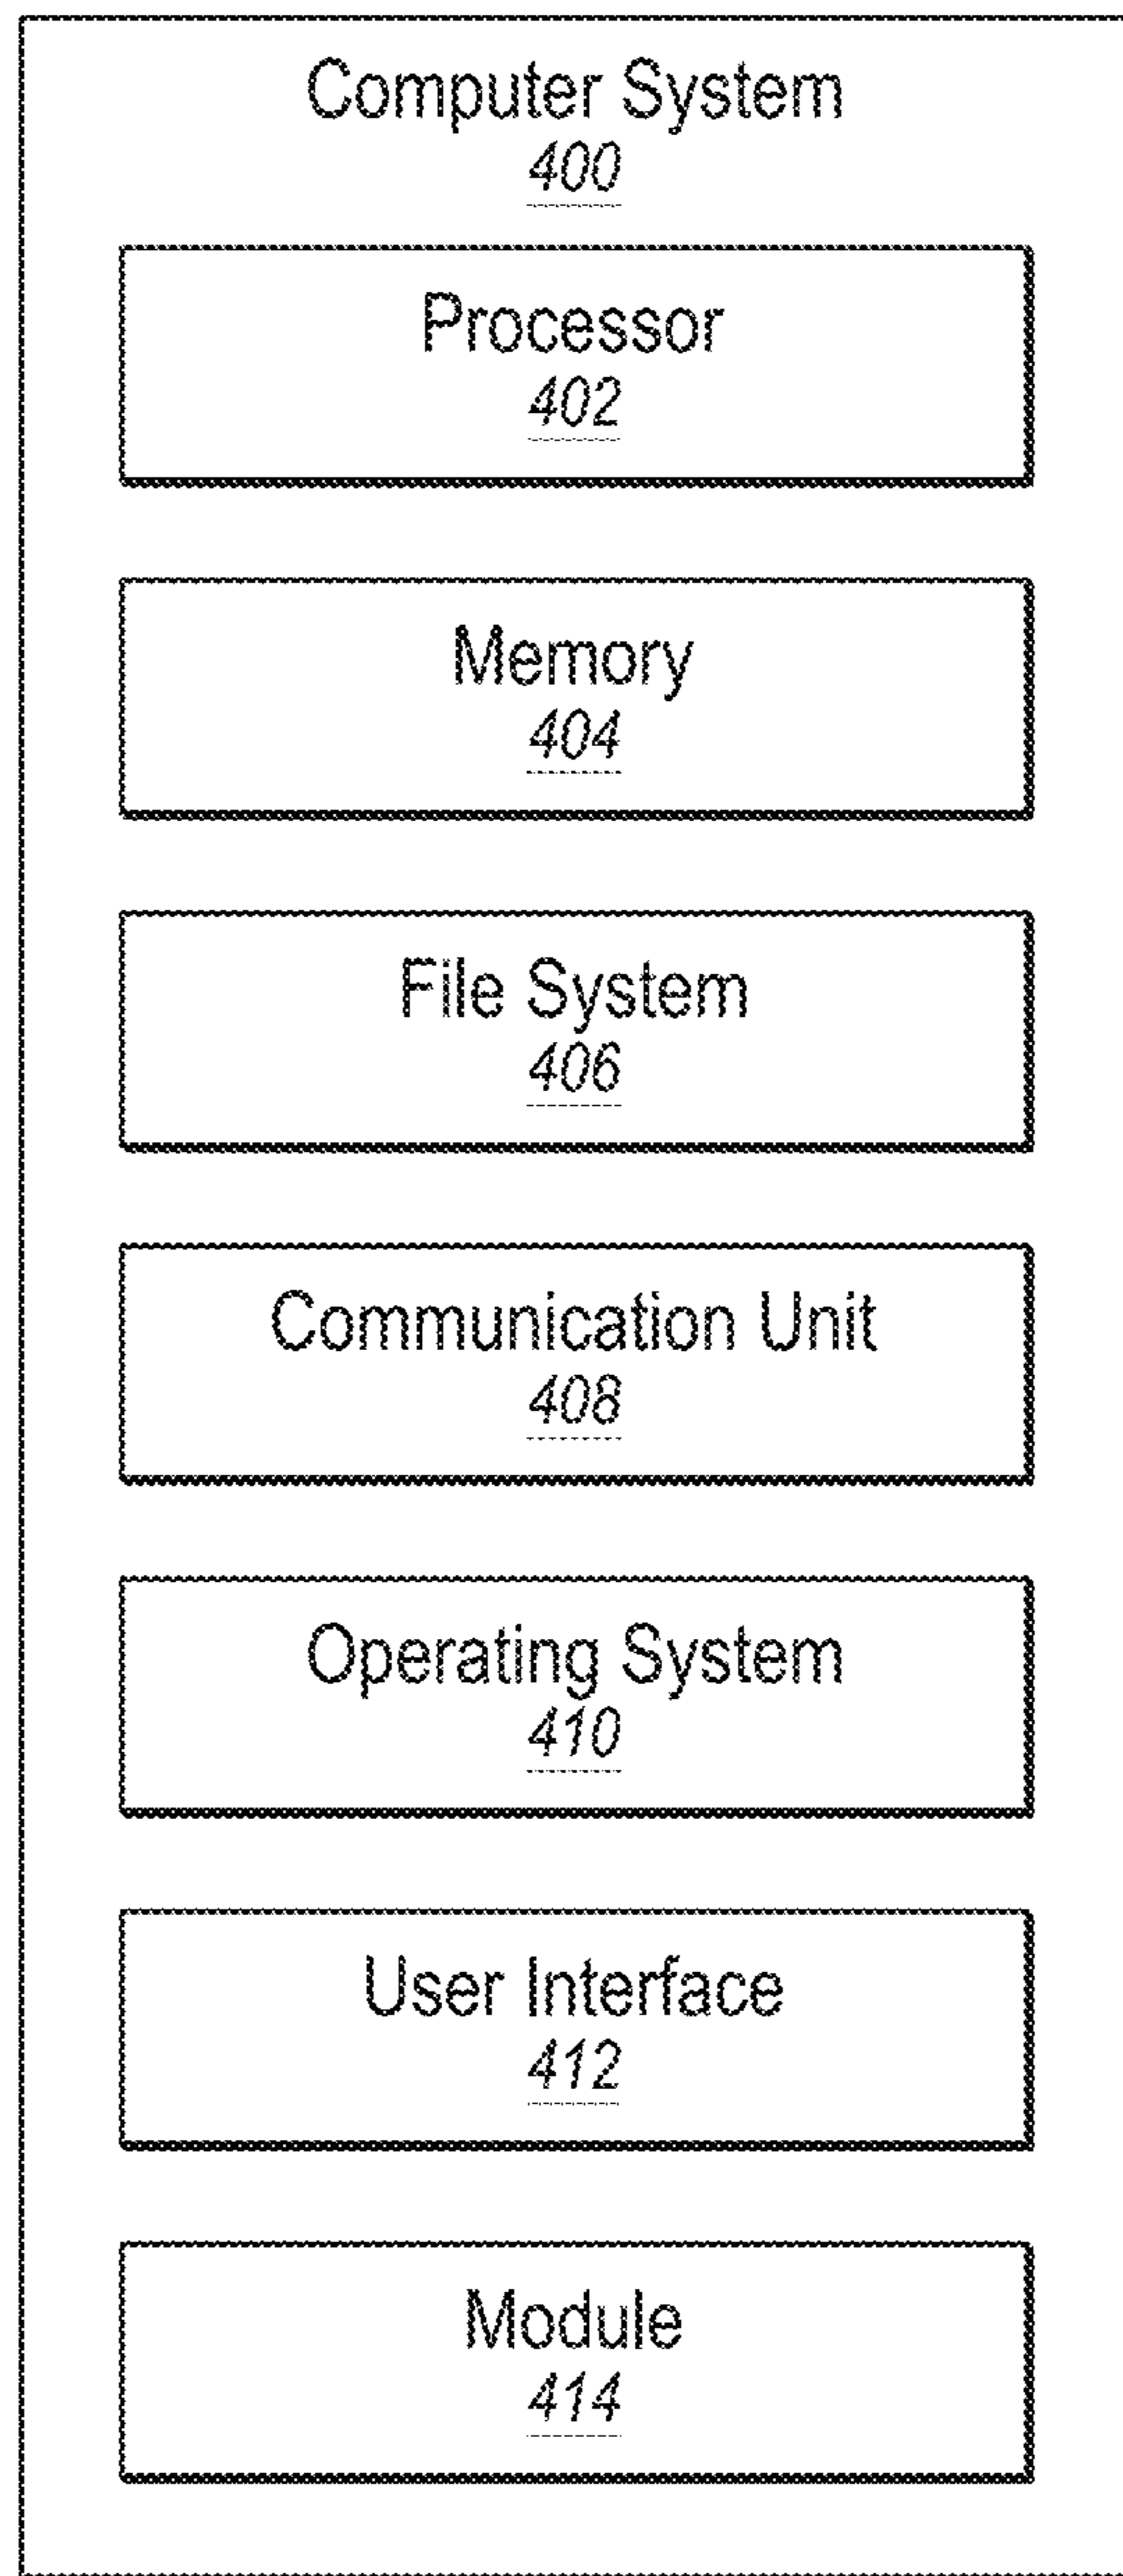 Computer System
400
Processor
402
Memory
404
File System
406
Communication Unit
408
Operating System
410
User Interface
412
Module
414